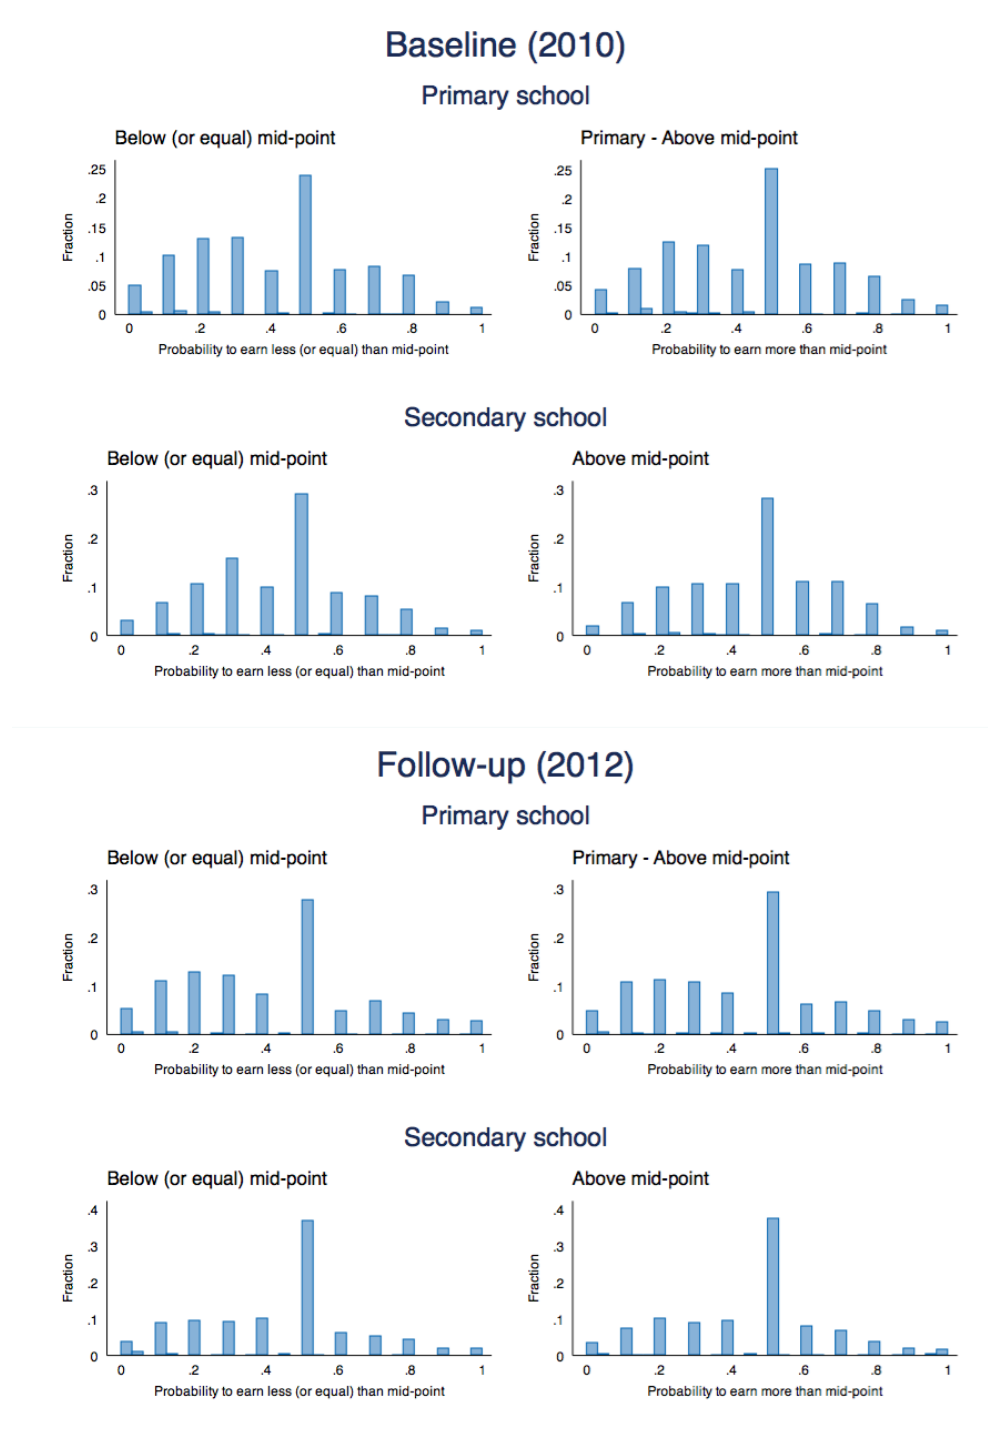 Baseline (2010)
Primary school
Below (or equal) mid-point
Primary - Above mid-point
.25
.2
.15
.1
.05
0
Fraction
0 .2 .4 .6 .8 1
Probability to earn less (or equal) than mid-point
.25
.2
.15
.1
.05
0
Fraction
0 .2 .4 .6 .8 1
Probability to earn more than mid-point
Secondary school
Below (or equal) mid-point
Above mid-point
.3
.2
.1
0
Fraction
0 .2 .4 .6 .8 1
Probability to earn less (or equal) than mid-point
.3
.2
.1
0
Fraction
0 .2 .4 .6 .8 1
Probability to earn more than mid-point
Follow-up (2012)
Primary school
Below (or equal) mid-point
Primary - Above mid-point
.3
.2
.1
0
Fraction
0 .2 .4 .6 .8 1
Probability to earn less (or equal) than mid-point
.3
.2
.1
0
Fraction
0 .2 .4 .6 .8 1
Probability to earn more than mid-point
Secondary school
Below (or equal) mid-point
Above mid-point
.4
.3
.2
.1
0
Fraction
0 .2 .4 .6 .8 1
Probability to earn less (or equal) than mid-point
.4
.3
.2
.1
0
Fraction
0 .2 .4 .6 .8 1
Probability to earn more than mid-point